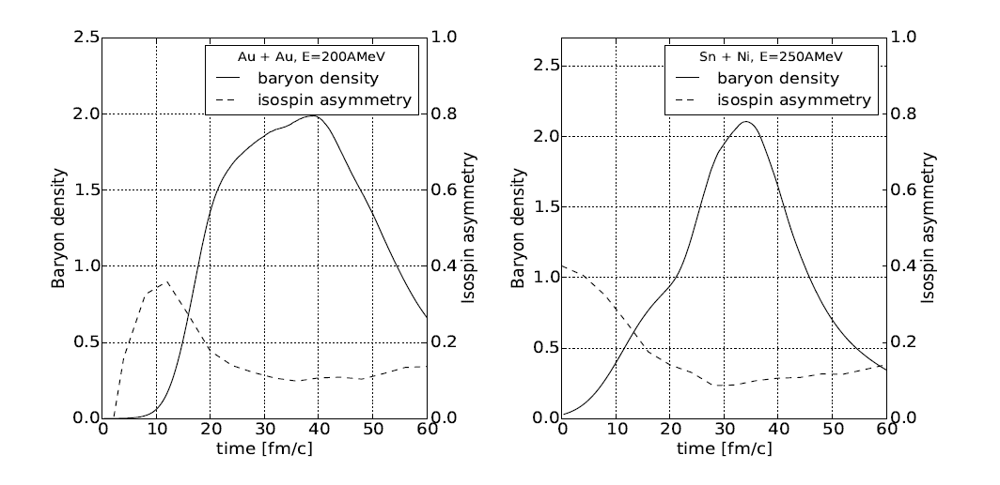 Au + Au, E=200AMeV
baryon density
isospin asymmetry
2.5
2.0
1.5
1.0
0.5
0.0
Baryon density
1.0
0.8
0.6
0.4
0.2
0.0
Isospin asymmetry
0 10 20 30 40 50 60
time [fm/c]
Sn + Ni, E=250AMeV
baryon density
isospin asymmetry
2.5
2.0
1.5
1.0
0.5
0.0
Baryon density
1.0
0.8
0.6
0.4
0.2
0.0
Isospin asymmetry
0 10 20 30 40 50 60
time [fm/c]